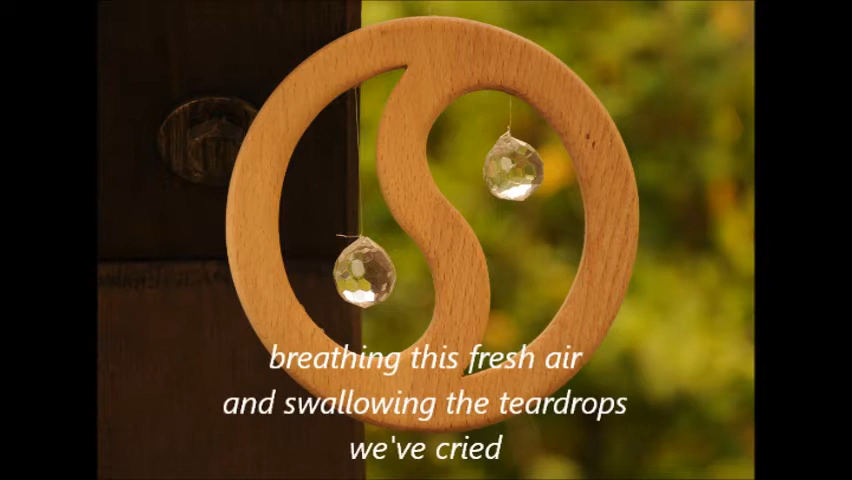 breathing this fresh air
and swallowing the teardrops
we've cried